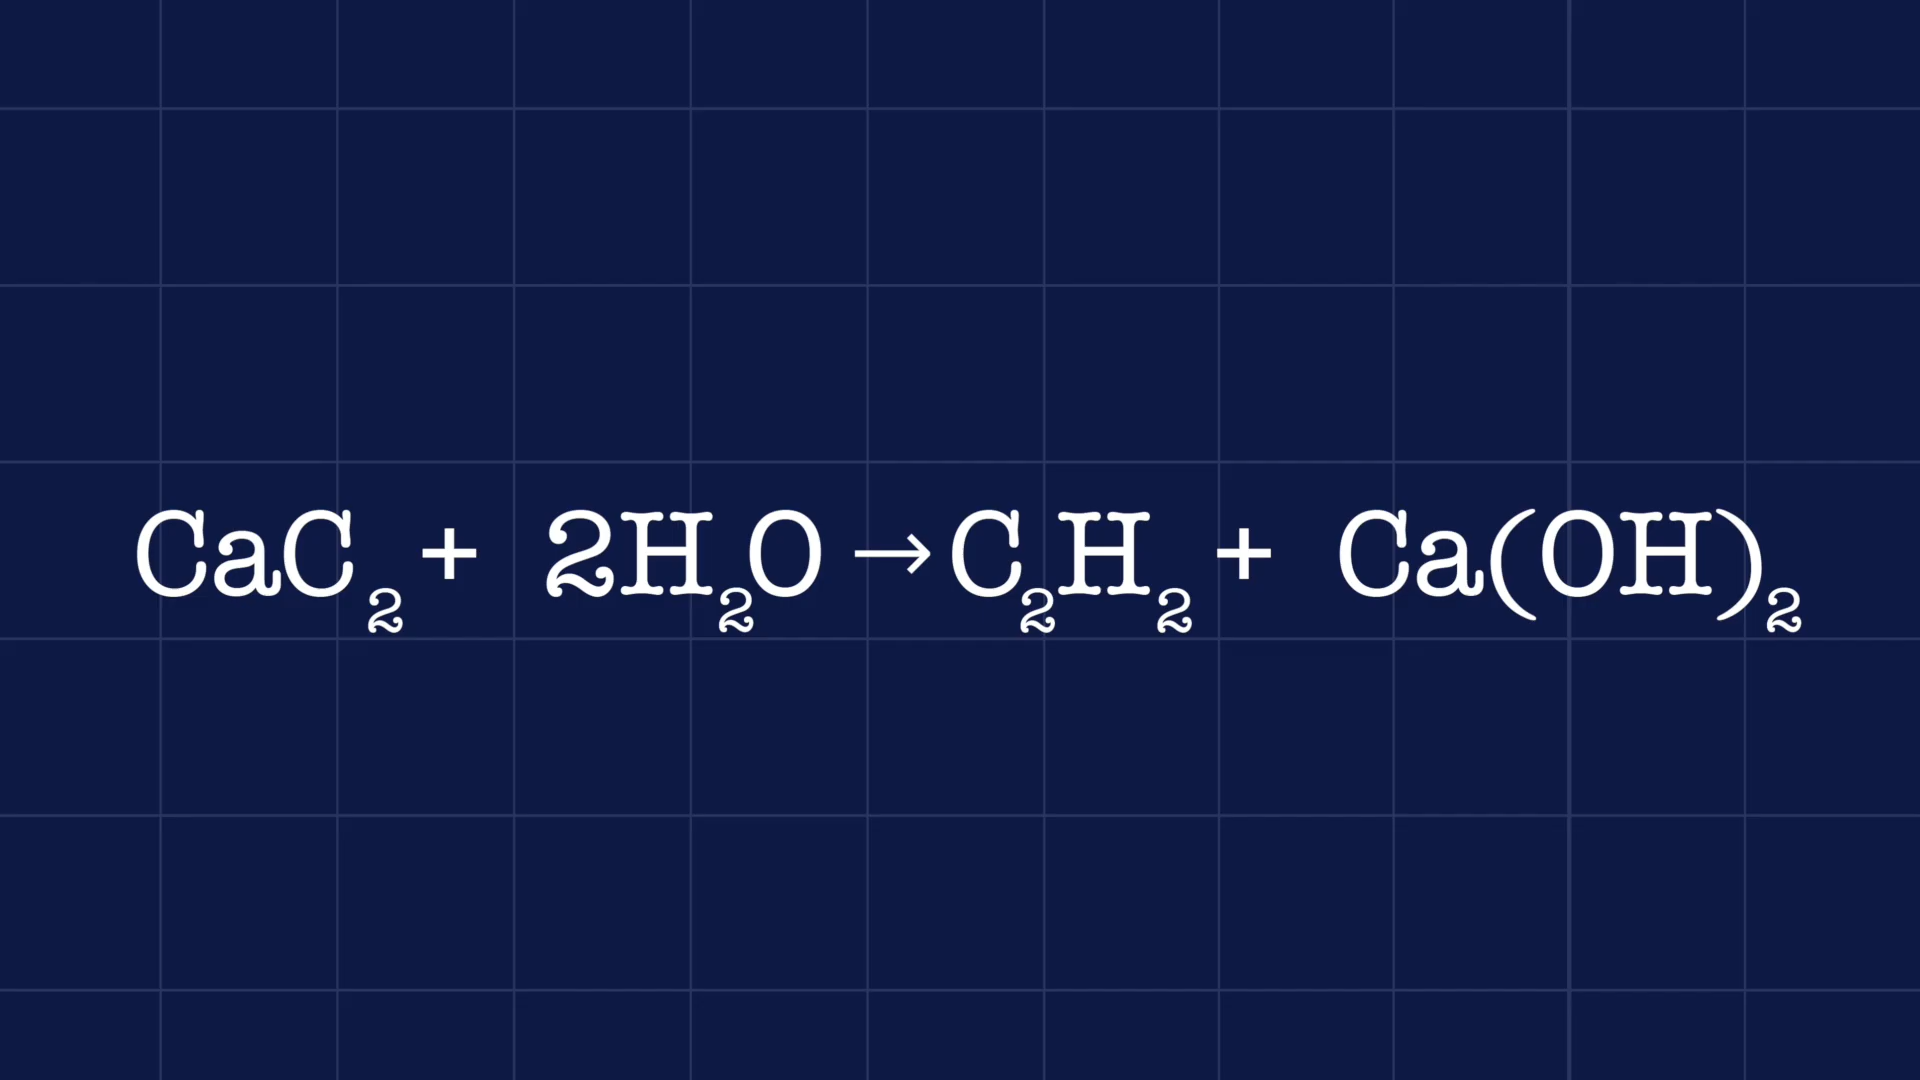 CaC₂ + 2H₂O → C₂H₂ + Ca(OH)₂